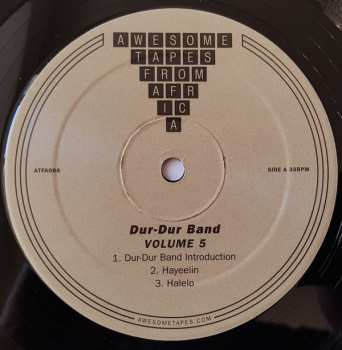 AWESOME
TAPES
FROM
AFR
IC
A
ATFA006 SIDE A 33RPM
Dur-Dur Band
VOLUME 5
1. Dur-Dur Band Introduction
2. Hayeelin
3. Halelo
AWESOMETAPES.COM